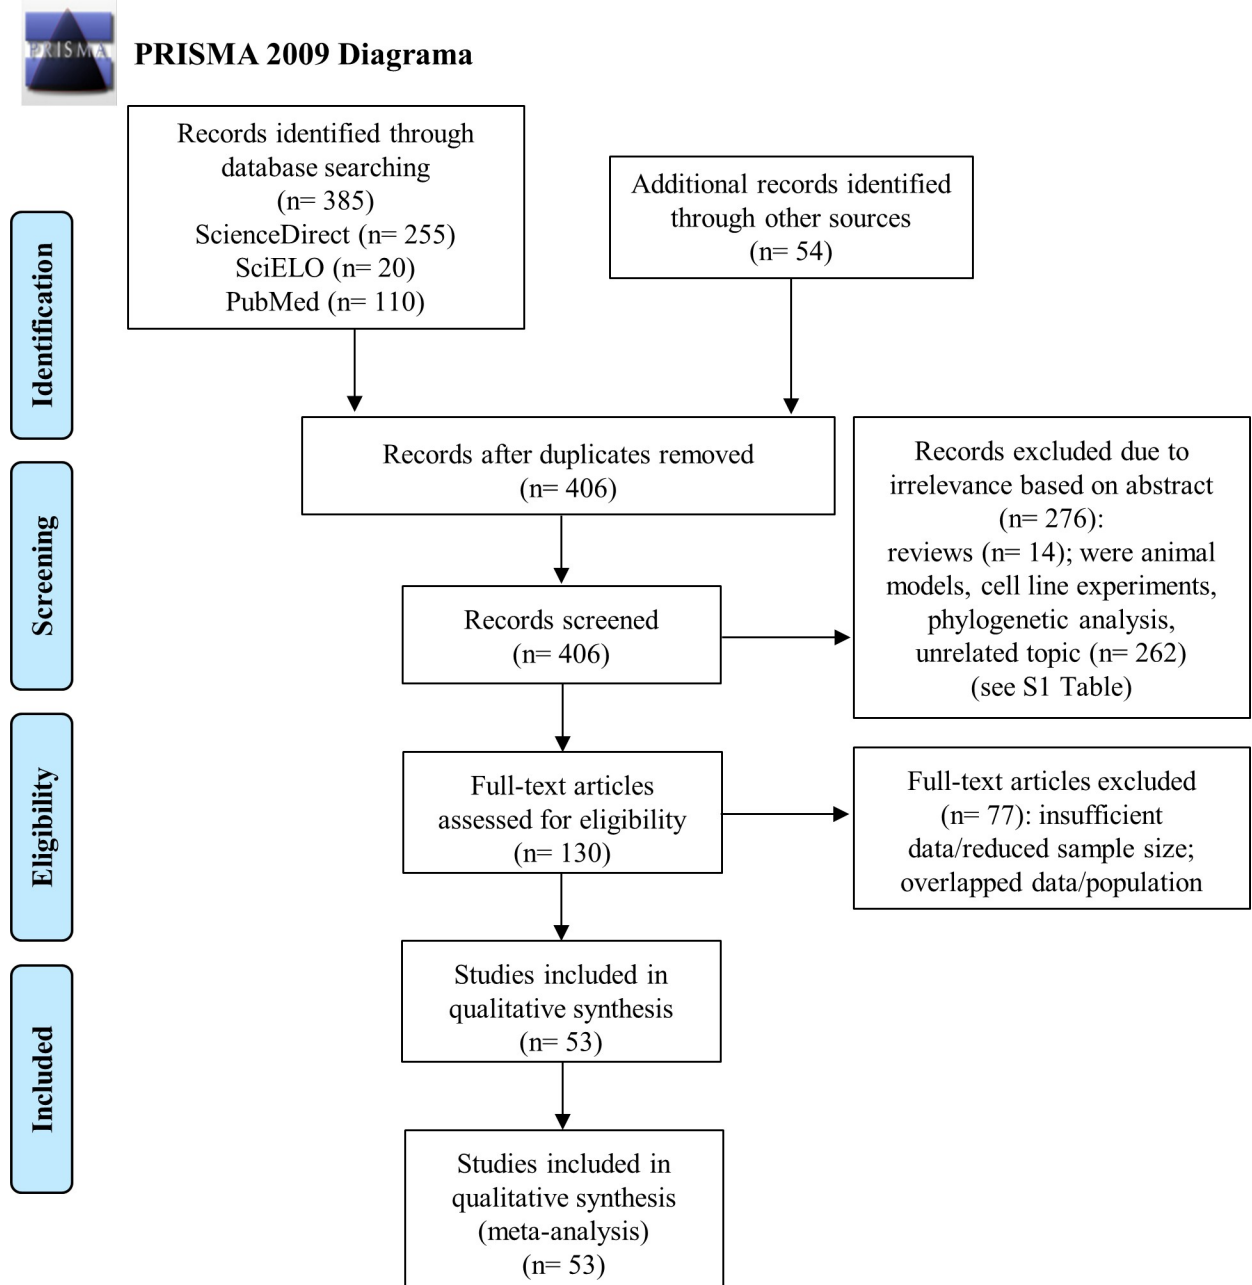 PRISMA
PRISMA 2009 Diagrama
Records identified through
database searching
(n= 385)
ScienceDirect (n= 255)
SciELO (n= 20)
PubMed (n= 110)
Additional records identified
through other sources
(n= 54)
Identification
Records after duplicates removed
(n= 406)
Records excluded due to
irrelevance based on abstract
(n= 276):
reviews (n= 14); were animal
models, cell line experiments,
phylogenetic analysis,
unrelated topic (n= 262)
(see S1 Table)
Screening
Records screened
(n= 406)
Eligibility
Full-text articles
assessed for eligibility
(n= 130)
Full-text articles excluded
(n= 77): insufficient
data/reduced sample size;
overlapped data/population
Included
Studies included in
qualitative synthesis
(n= 53)
Studies included in
qualitative synthesis
(meta-analysis)
(n= 53)